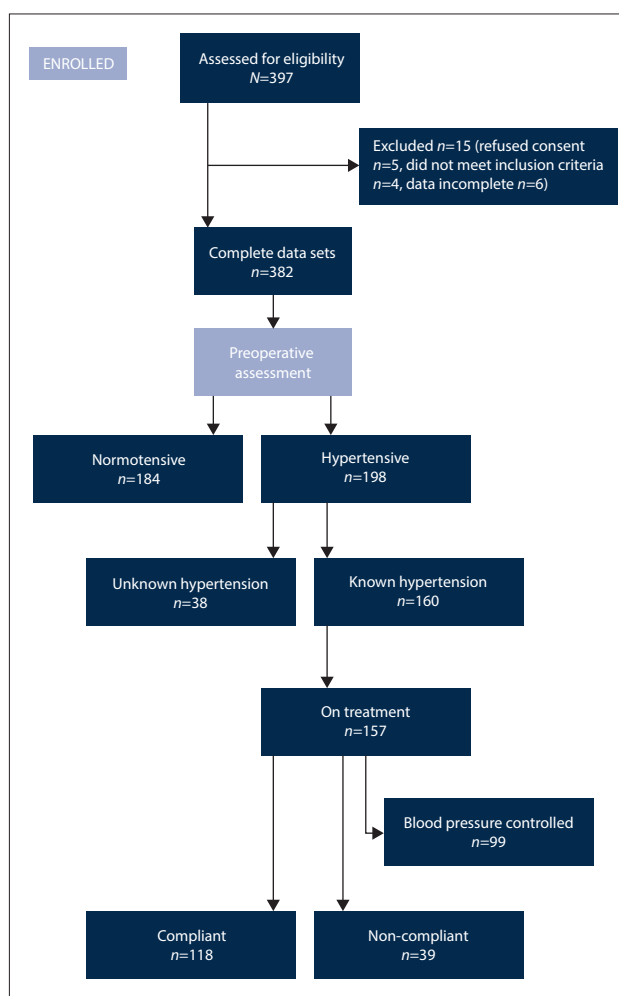 ENROLLED
Assessed for eligibility
N=397
Excluded n=15 (refused consent
n=5, did not meet inclusion criteria
n=4, data incomplete n=6)
Complete data sets
n=382
Preoperative
assessment
Normotensive
n=184
Hypertensive
n=198
Unknown hypertension
n=38
Known hypertension
n=160
On treatment
n=157
Blood pressure controlled
n=99
Compliant
n=118
Non-compliant
n=39